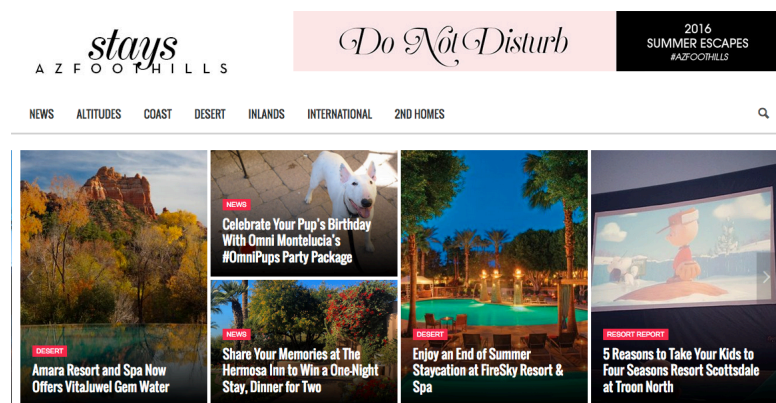 stays
AZFOOTHILLS
Do Not Disturb
2016
SUMMER ESCAPES
#AZFOOTHILLS
NEWS ALTITUDES COAST DESERT INLANDS INTERNATIONAL 2ND HOMES
DESERT
Amara Resort and Spa Now
Offers VitaJuwel Gem Water
NEWS
Celebrate Your Pup's Birthday
With Omni Montelucia's
#OmniPups Party Package
NEWS
Share Your Memories at The
Hermosa Inn to Win a One-Night
Stay, Dinner for Two
DESERT
Enjoy an End of Summer
Staycation at FireSky Resort &
Spa
RESORT REPORT
5 Reasons to Take Your Kids to
Four Seasons Resort Scottsdale
at Troon North